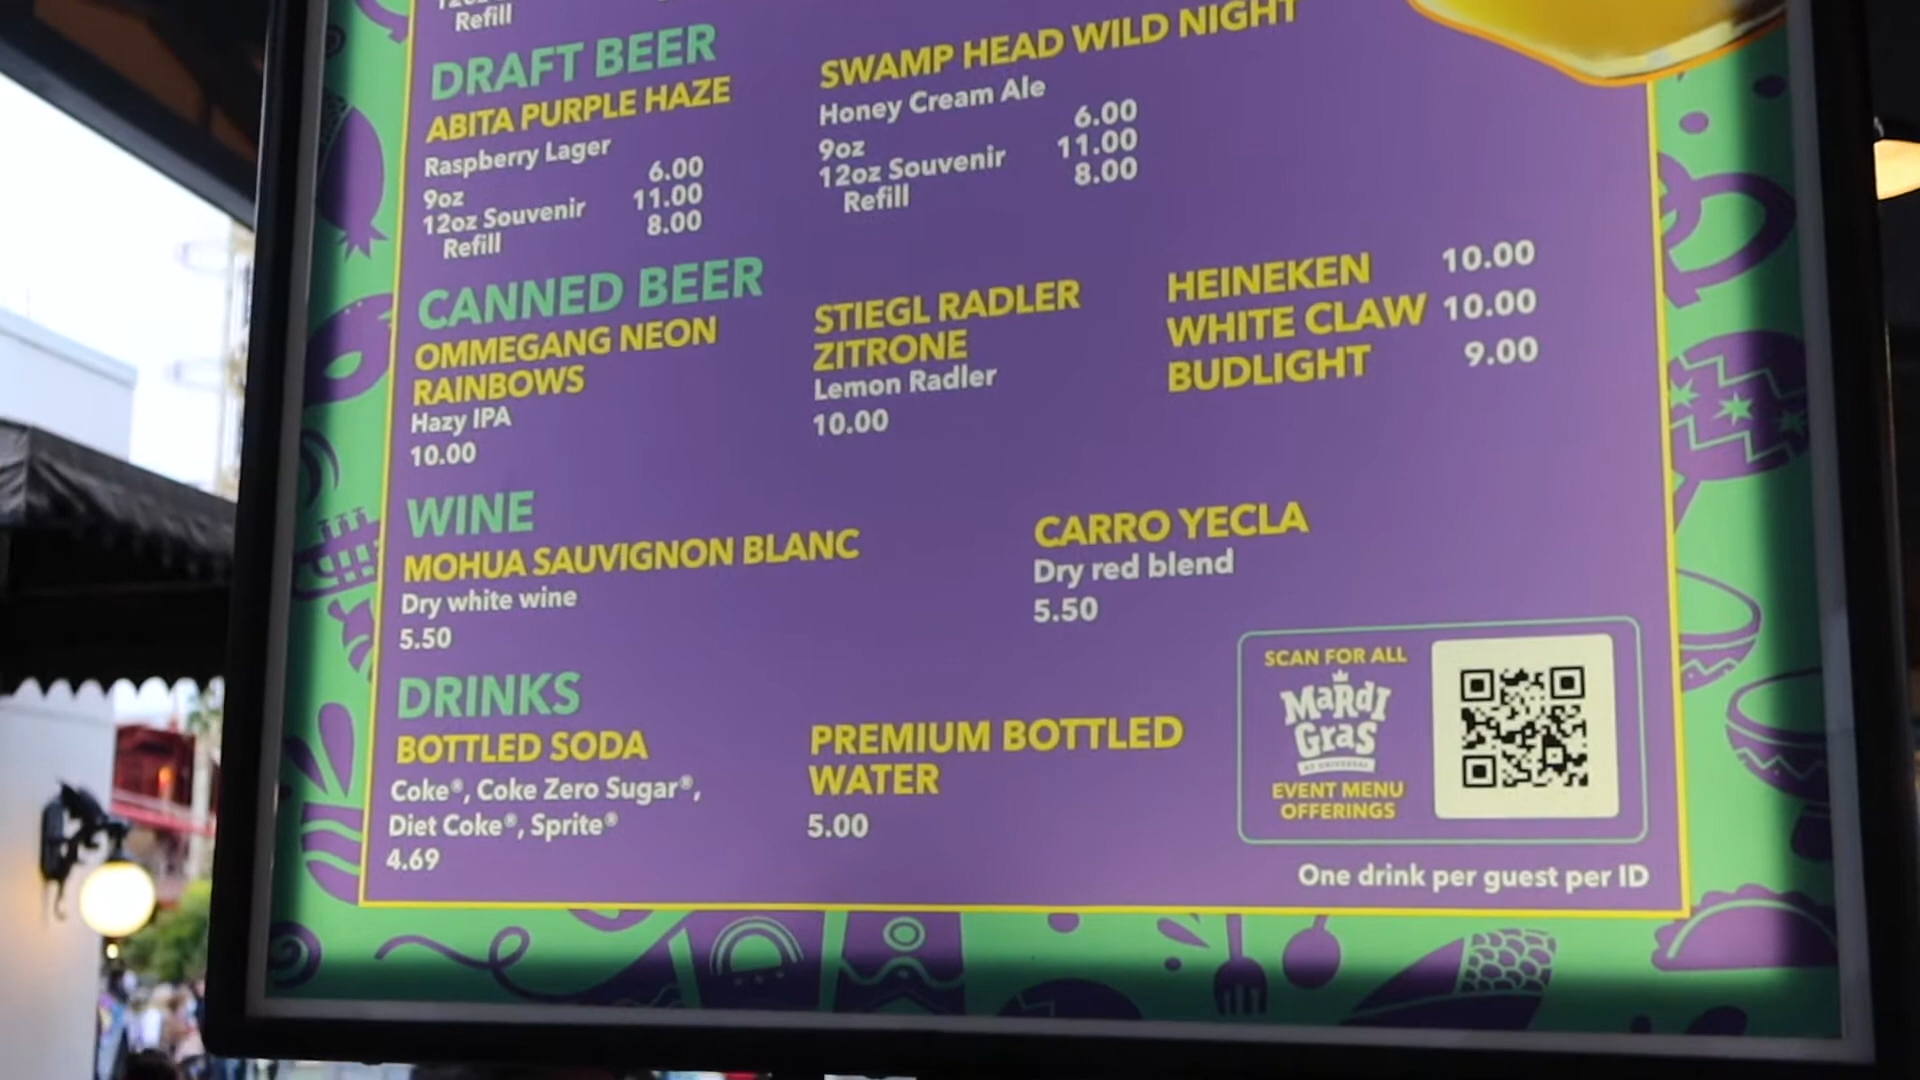 Refill
DRAFT BEER
ABITA PURPLE HAZE
Raspberry Lager
9oz 6.00
12oz Souvenir 11.00
Refill 8.00
SWAMP HEAD WILD NIGHT
Honey Cream Ale
9oz 6.00
12oz Souvenir 11.00
Refill 8.00
CANNED BEER
OMMEGANG NEON
RAINBOWS
Hazy IPA
10.00
STIEGL RADLER
ZITRONE
Lemon Radler
10.00
HEINEKEN 10.00
WHITE CLAW 10.00
BUDLIGHT 9.00
WINE
MOHUA SAUVIGNON BLANC
Dry white wine
5.50
CARRO YECLA
Dry red blend
5.50
DRINKS
BOTTLED SODA
Coke®, Coke Zero Sugar®,
Diet Coke®, Sprite®
4.69
PREMIUM BOTTLED
WATER
5.00
SCAN FOR ALL
MaRdI
GraS
AT UNIVERSAL
EVENT MENU
OFFERINGS
One drink per guest per ID